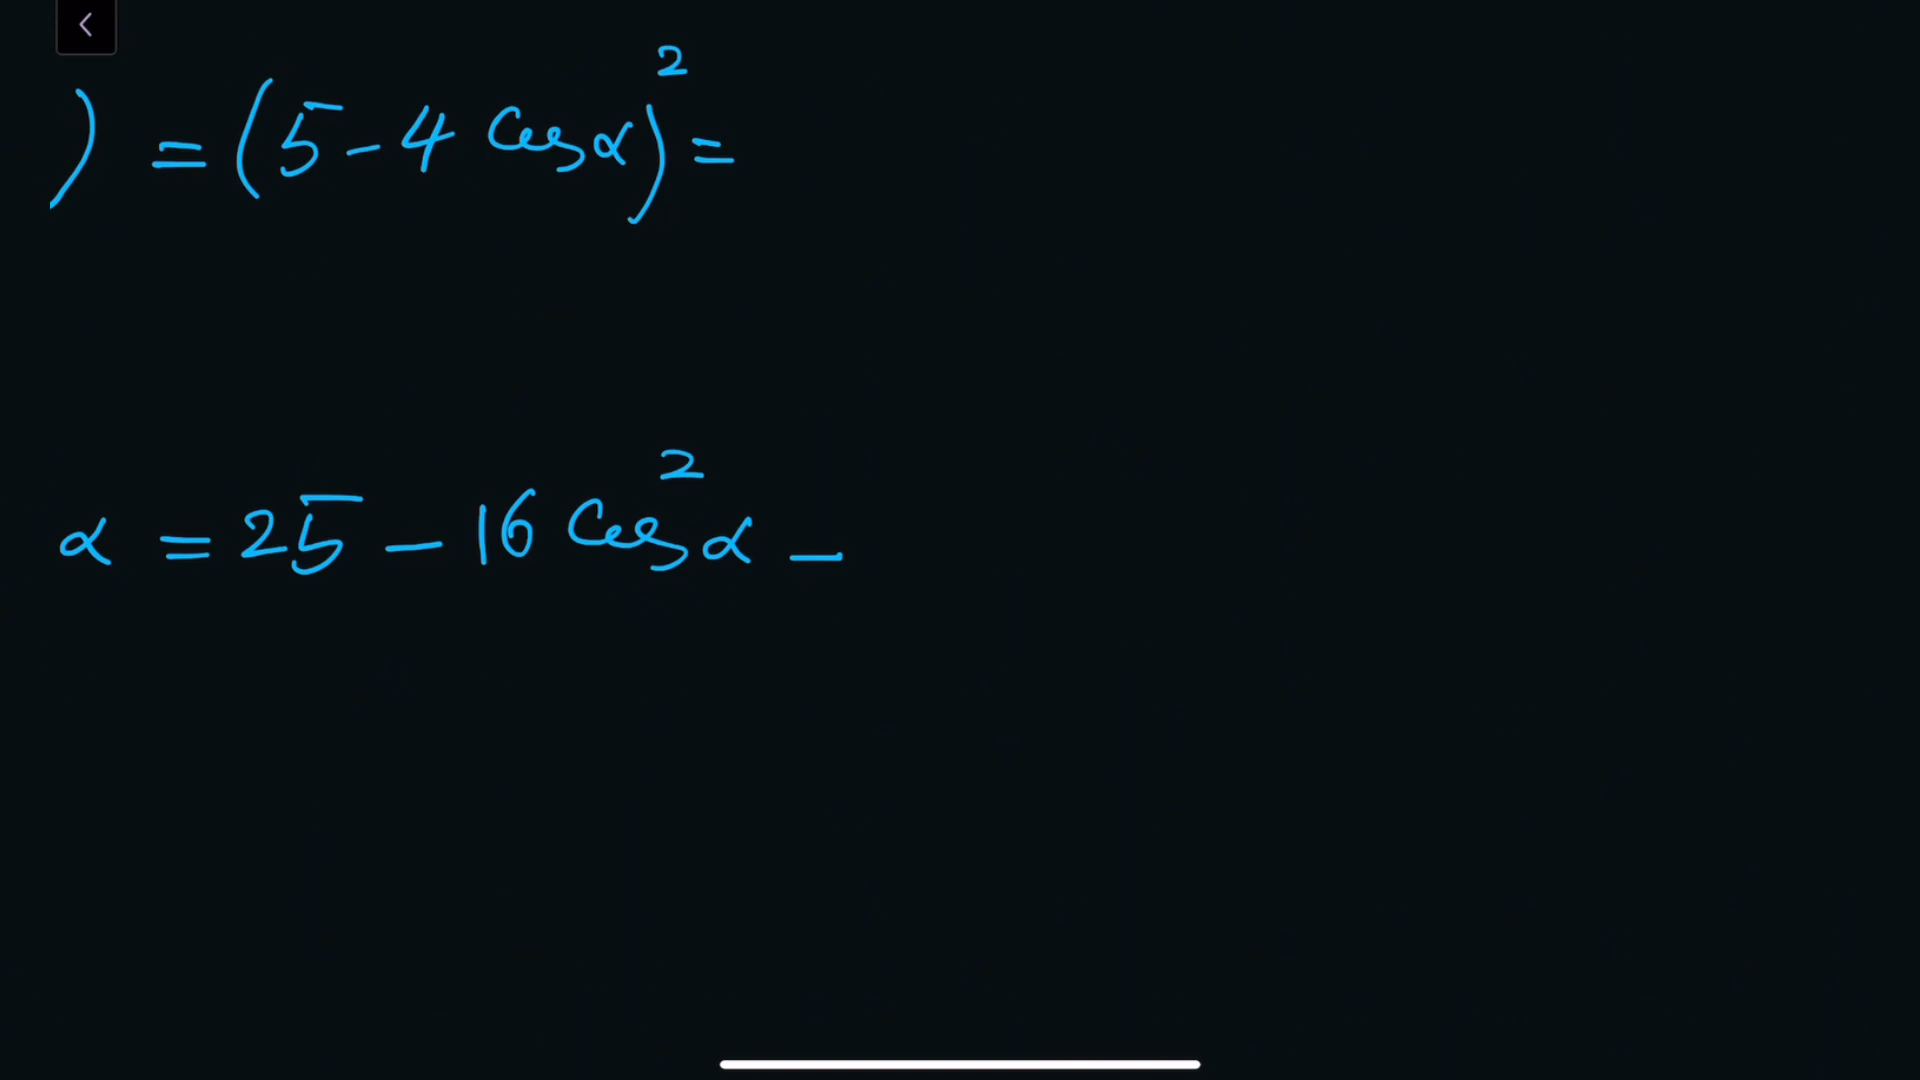 ) = (5 - 4 Cos α)² =
α = 25 - 16 Cos² α -